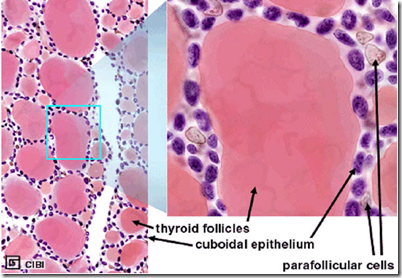 thyroid follicles
cuboidal epithelium
parafollicular cells
G CIBI